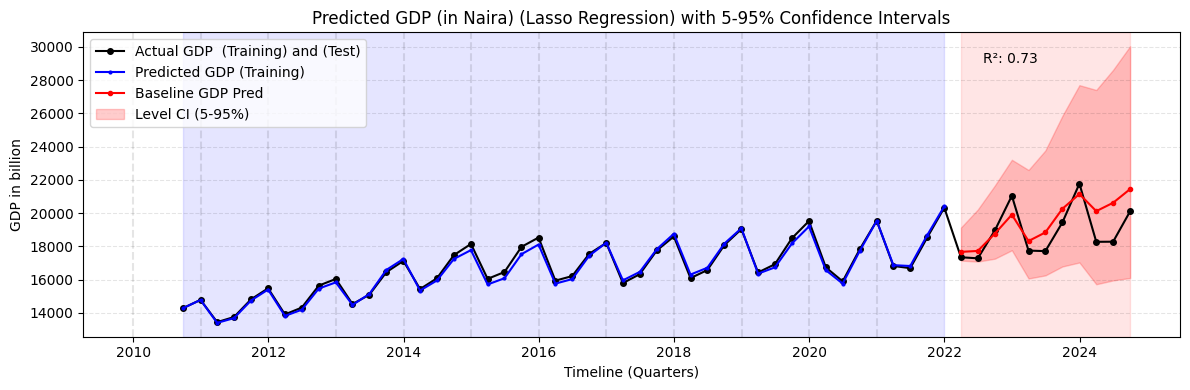 Predicted GDP (in Naira) (Lasso Regression) with 5-95% Confidence Intervals
Actual GDP  (Training) and (Test)
Predicted GDP (Training)
Baseline GDP Pred
Level CI (5-95%)
R²: 0.73
GDP in billion
30000
28000
26000
24000
22000
20000
18000
16000
14000
2010 2012 2014 2016 2018 2020 2022 2024
Timeline (Quarters)